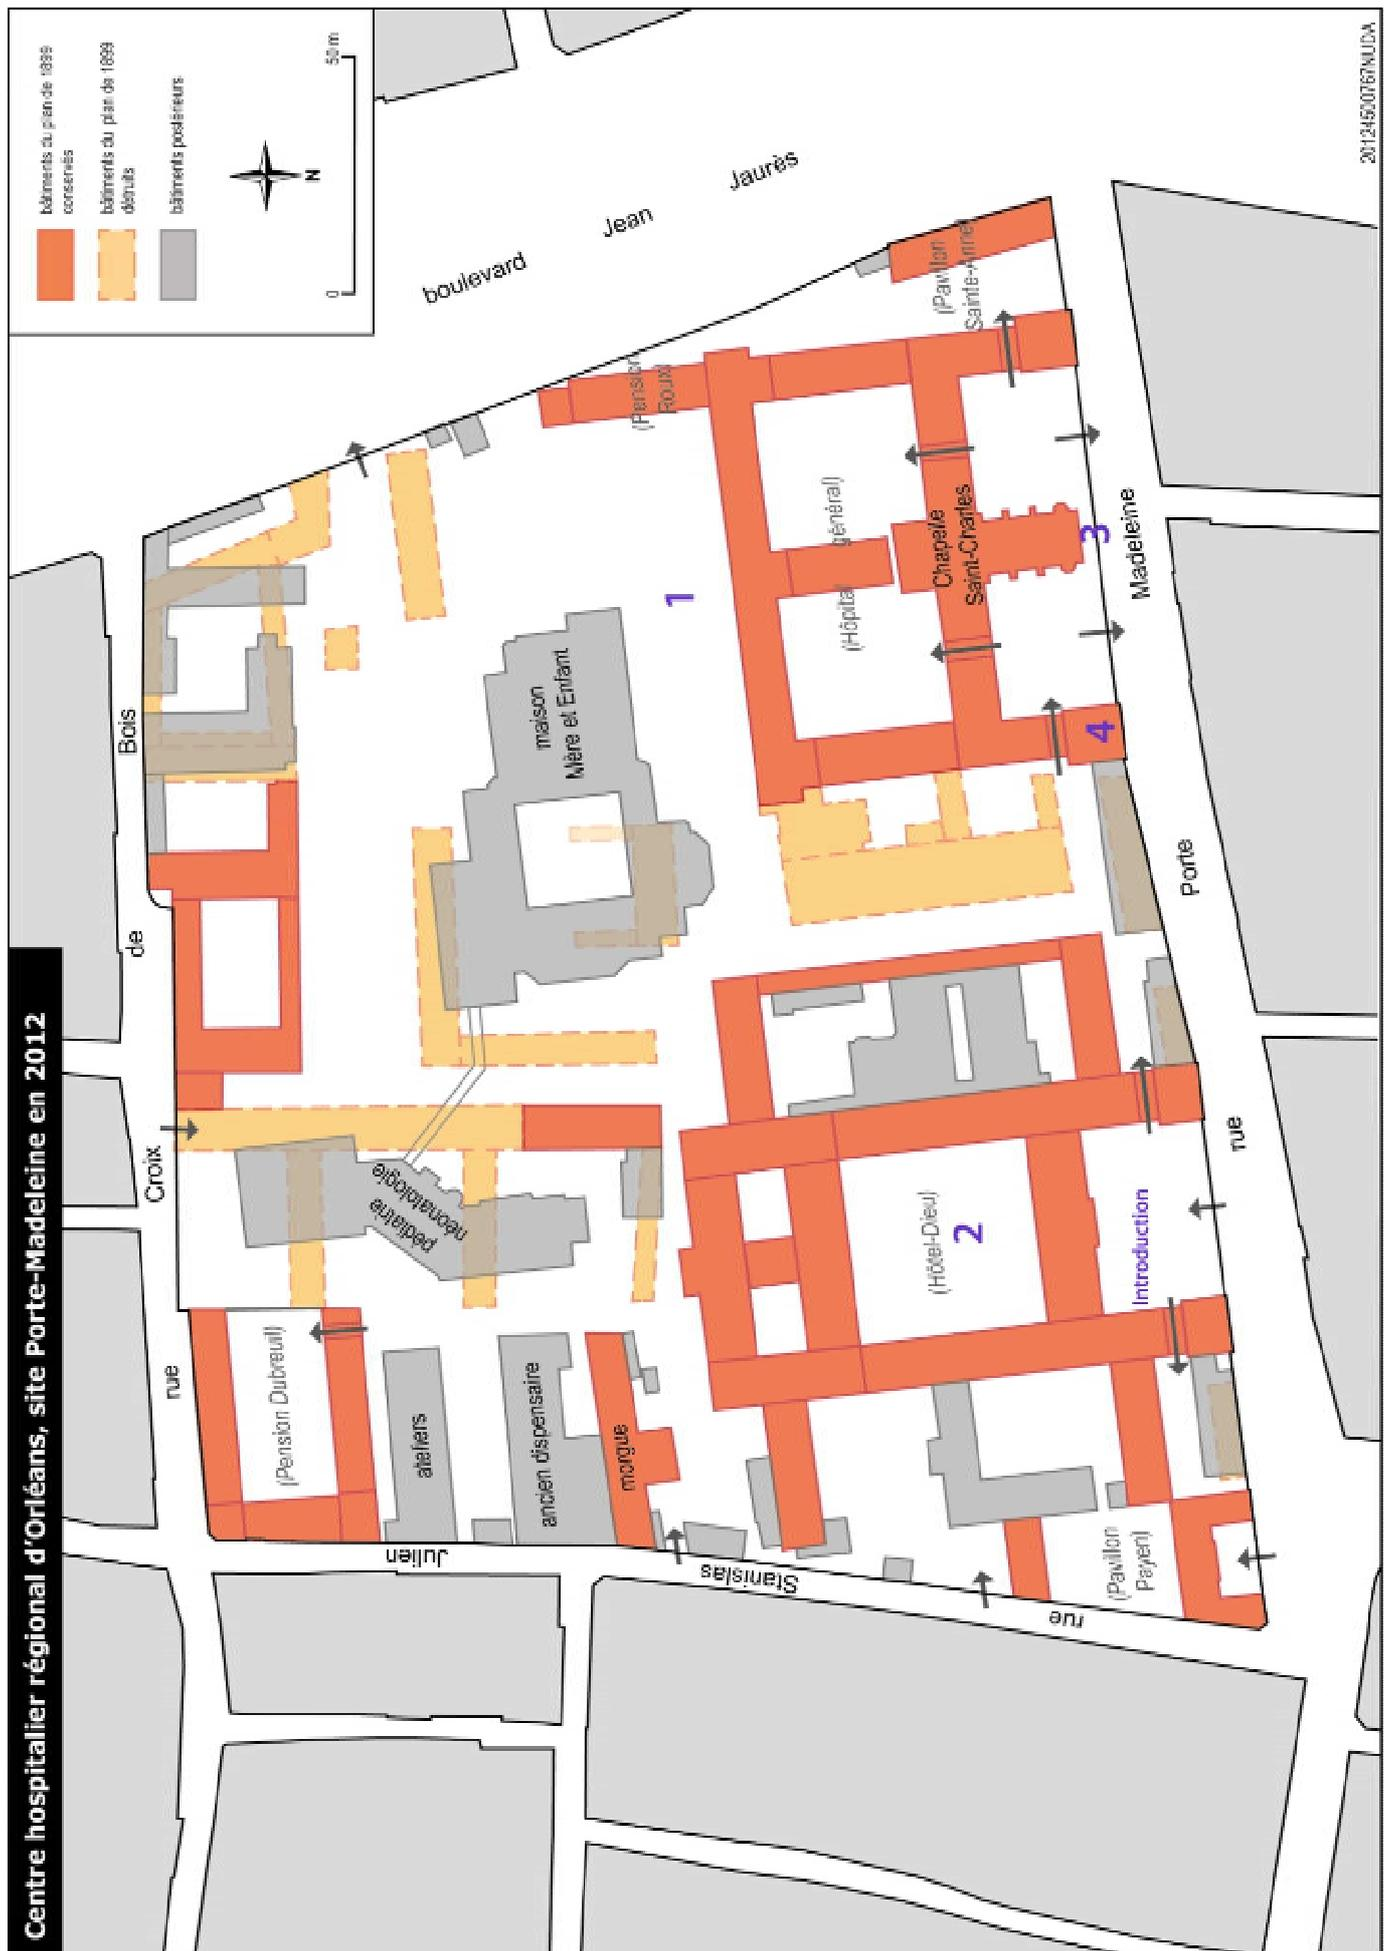 Centre hospitalier régional d'Orléans, site Porte-Madeleine en 2012
bâtiments du plan de 1899
conservés
bâtiments du plan de 1899
détruits
bâtiments postérieurs
N
0
50 m
rue
Croix
de
Bois
boulevard
Jean
Jaurès
(Pension Dubreuil)
ateliers
ancien dispensaire
morgue
pédiatrie
néonatologie
maison
Mère et Enfant
1
(Pension
Roux)
(Pavillon
Sainte-Anne)
(Hôpital
général)
Chapelle
Saint-Charles
3
4
(Hôtel-Dieu)
2
Introduction
(Pavillon
Payen)
rue
Stanislas
Julien
rue
Porte
Madeleine
20124500767NUDA